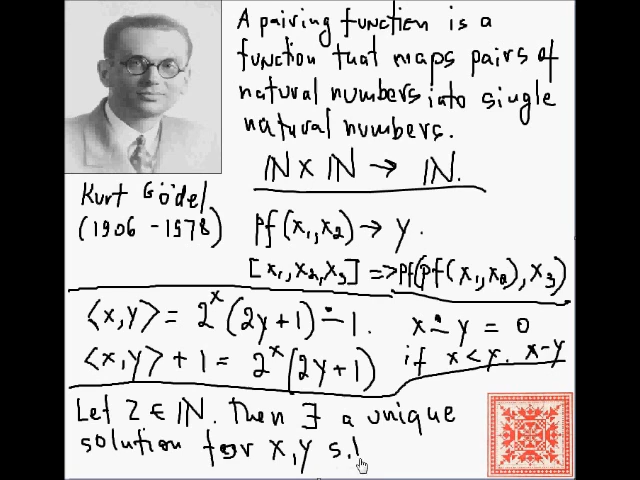 A pairing function is a
function that maps pairs of
natural numbers into single
natural numbers.
ℕ x ℕ → ℕ.
Kurt Gödel
(1906 - 1978)
pf(x₁,x₂) → y.
[x₁,x₂,x₃] => pf(pf(x₁,x₂),x₃)
⟨x,y⟩ = 2ˣ(2y+1) ∸ 1.
x ∸ y = 0
⟨x,y⟩ + 1 = 2ˣ(2y+1)
if x < y. x-y
Let z ∈ ℕ. Then ∃ a unique
solution for x,y s.